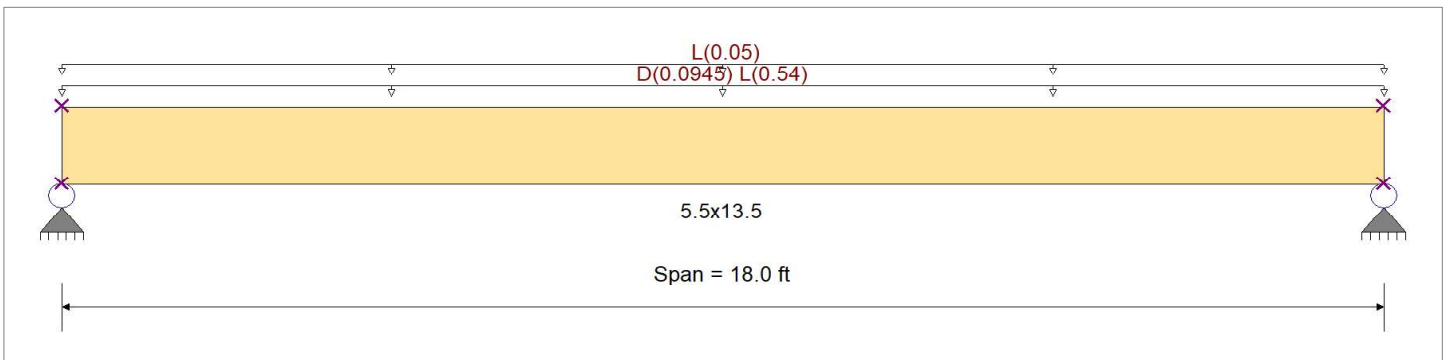 L(0.05)
D(0.0945) L(0.54)
5.5x13.5
Span = 18.0 ft